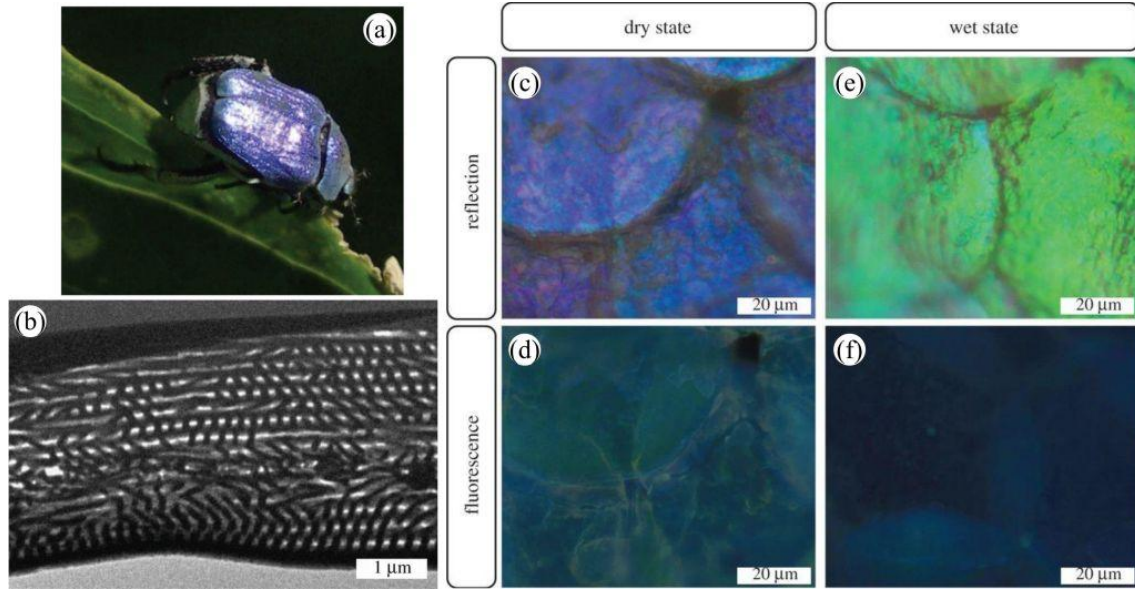 (a)
dry state
wet state
(b)
1 μm
reflection
(c)
20 μm
(e)
20 μm
fluorescence
(d)
20 μm
(f)
20 μm